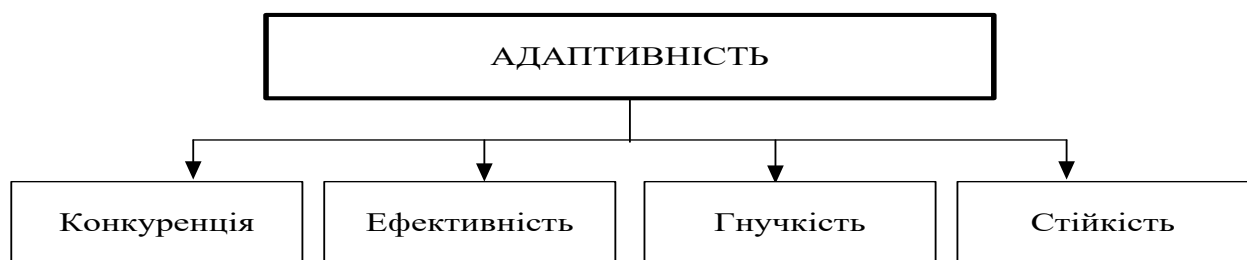 АДАПТИВНІСТЬ
Конкуренція
Ефективність
Гнучкість
Стійкість